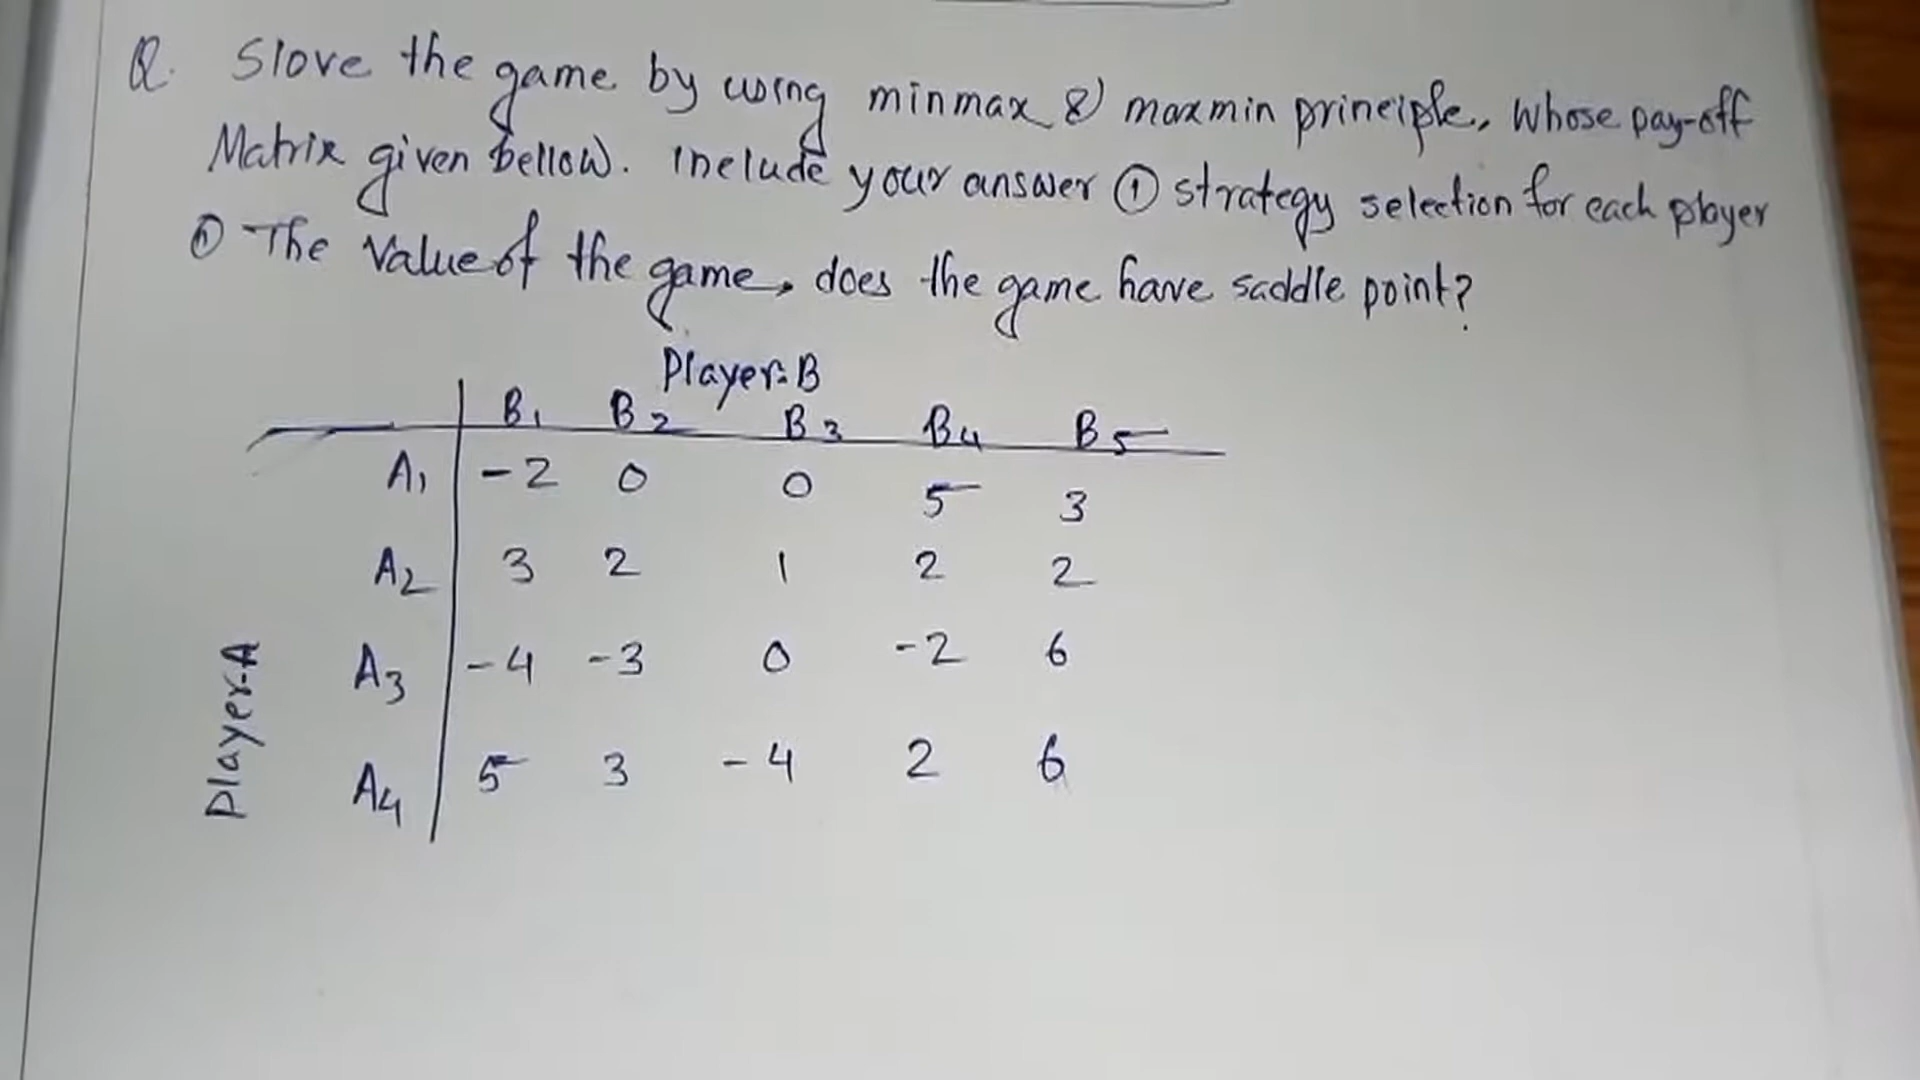 Q. Slove the game by using minmax & maxmin principle, whose pay-off
Matrix given bellow. Include your answer ① strategy selection for each player
⑪ The Value of the game, does the game have saddle point?
Player-B
B1 B2 B3 B4 B5
A1 -2 0 0 5 3
A2 3 2 1 2 2
A3 -4 -3 0 -2 6
A4 5 3 -4 2 6
Player-A